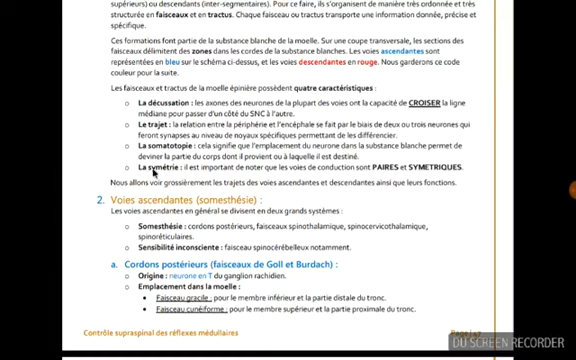 supérieurs) ou descendants (inter-segmentaires). Pour ce faire, ils s'organisent de manière très ordonnée et très
structurée en faisceaux et en tractus. Chaque faisceau ou tractus transporte une information donnée, précise et
spécifique.
Ces formations font partie de la substance blanche de la moelle. Sur une coupe transversale, les sections des
faisceaux délimitent des zones dans les cordes de la substance blanches. Les voies ascendantes sont
représentées en bleu sur le schéma ci-dessus, et les voies descendantes en rouge. Nous garderons ce code
couleur pour la suite.
Les faisceaux et tractus de la moelle épinière possèdent quatre caractéristiques :
o La décussation : les axones des neurones de la plupart des voies ont la capacité de CROISER la ligne
médiane pour passer d'un côté du SNC à l'autre.
o Le trajet : la relation entre la périphérie et l'encéphale se fait par le biais de deux ou trois neurones qui
feront synapses au niveau de noyaux spécifiques permettant de les différencier.
o La somatotopie : cela signifie que l'emplacement du neurone dans la substance blanche permet de
deviner la partie du corps dont il provient ou à laquelle il est destiné.
o La symétrie : il est important de noter que les voies de conduction sont PAIRES et SYMETRIQUES.
Nous allons voir grossièrement les trajets des voies ascendantes et descendantes ainsi que leurs fonctions.
2. Voies ascendantes (somesthésie) :
Les voies ascendantes en général se divisent en deux grands systèmes :
o Somesthésie : cordons postérieurs, faisceaux spinothalamique, spinocervicothalamique,
spinoréticulaires.
o Sensibilité inconsciente : faisceau spinocérébelleux notamment.
a. Cordons postérieurs (faisceaux de Goll et Burdach) :
o Origine : neurone en T du ganglion rachidien.
o Emplacement dans la moelle :
• Faisceau gracile : pour le membre inférieur et la partie distale du tronc.
• Faisceau cunéiforme : pour le membre supérieur et la partie proximale du tronc.
Contrôle supraspinal des réflexes médullaires
DU SCREEN RECORDER